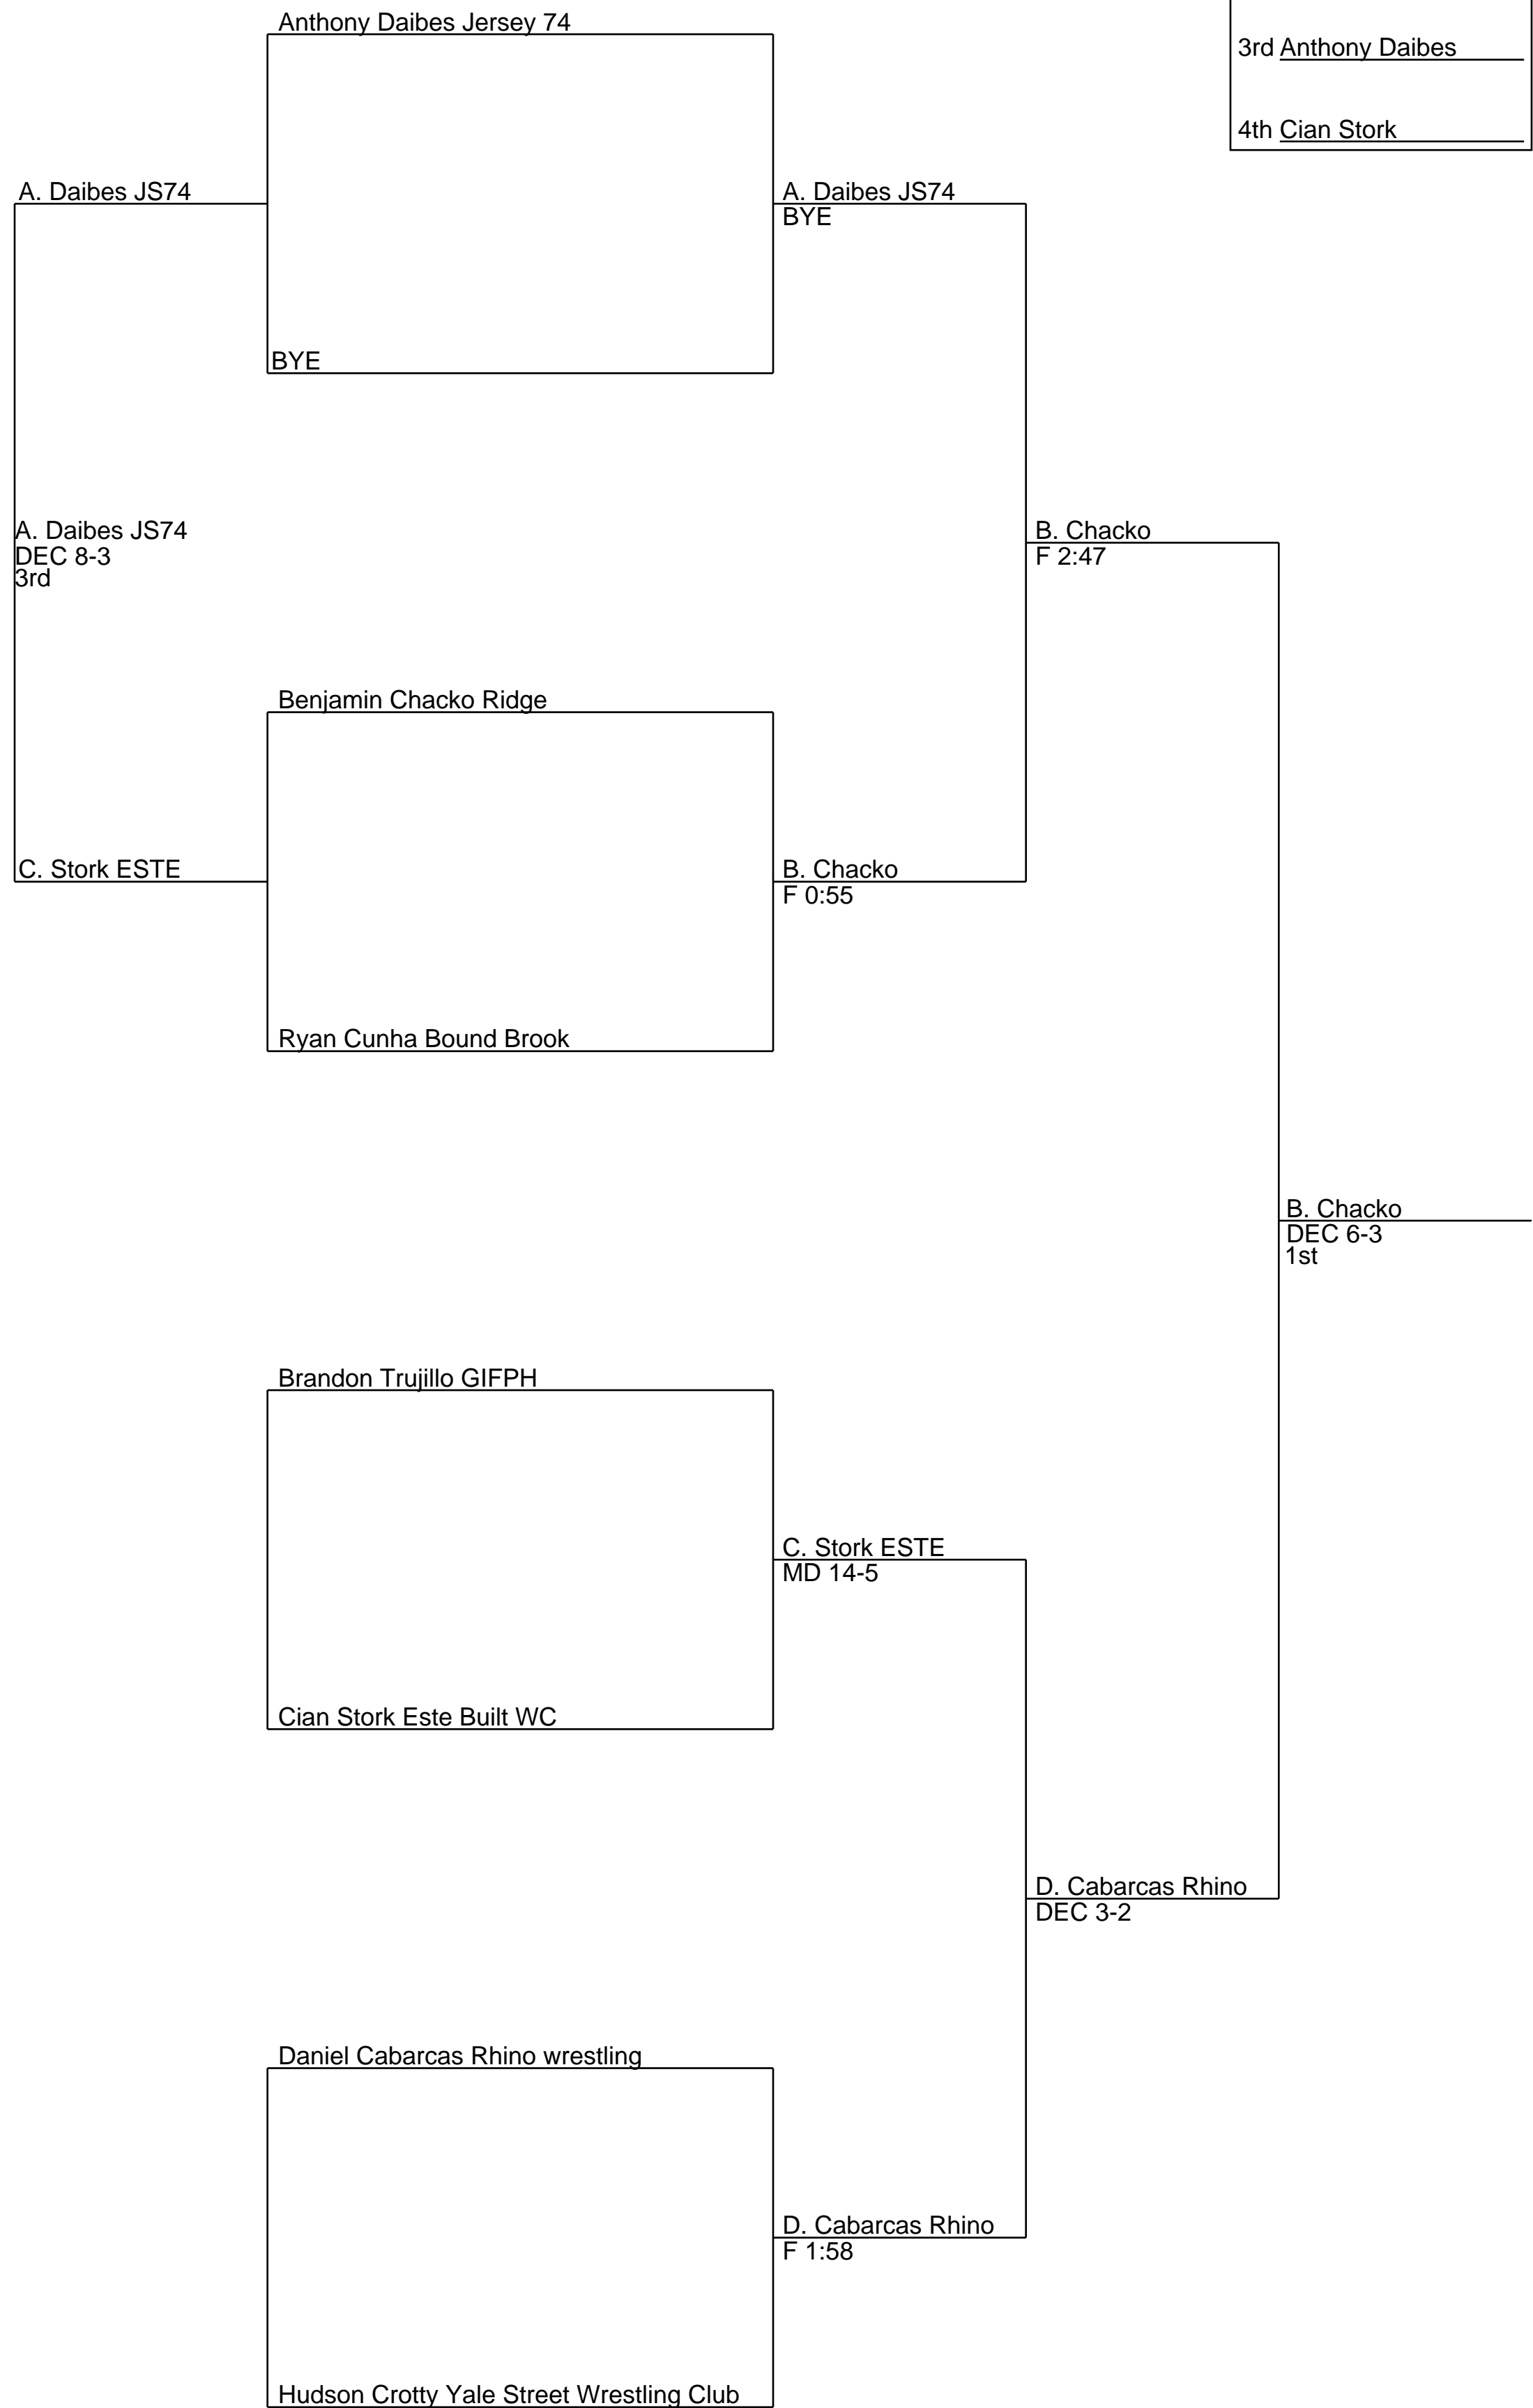 Anthony Daibes Jersey 74
3rd Anthony Daibes
4th Cian Stork
A. Daibes JS74
A. Daibes JS74
BYE
BYE
A. Daibes JS74
DEC 8-3
3rd
B. Chacko
F 2:47
Benjamin Chacko Ridge
C. Stork ESTE
B. Chacko
F 0:55
Ryan Cunha Bound Brook
B. Chacko
DEC 6-3
1st
Brandon Trujillo GIFPH
C. Stork ESTE
MD 14-5
Cian Stork Este Built WC
D. Cabarcas Rhino
DEC 3-2
Daniel Cabarcas Rhino wrestling
D. Cabarcas Rhino
F 1:58
Hudson Crotty Yale Street Wrestling Club